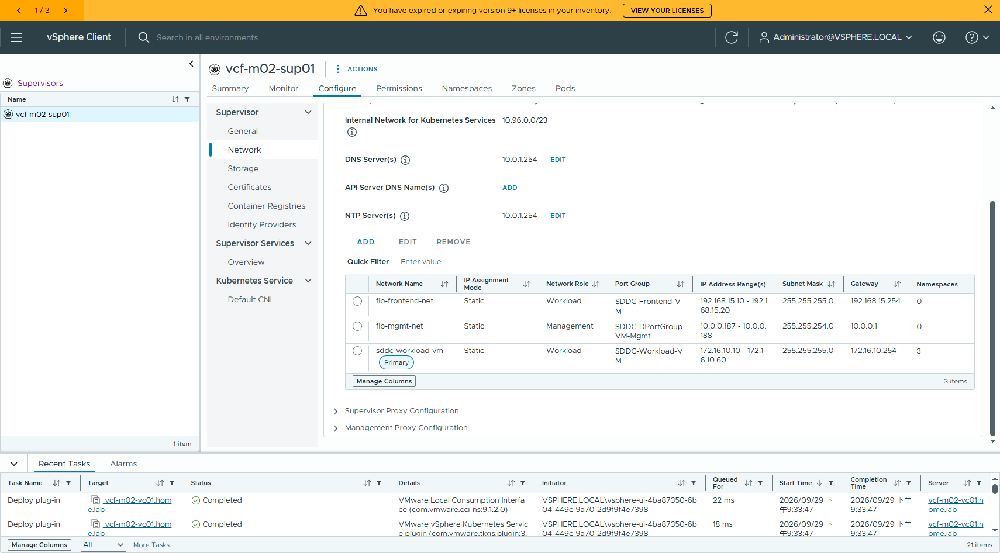 1 / 3
You have expired or expiring version 9+ licenses in your inventory.
VIEW YOUR LICENSES
vSphere Client
Search in all environments
Administrator@VSPHERE.LOCAL
Supervisors
Name
vcf-m02-sup01
1 item
vcf-m02-sup01
ACTIONS
Summary
Monitor
Configure
Permissions
Namespaces
Zones
Pods
Supervisor
General
Network
Storage
Certificates
Container Registries
Identity Providers
Supervisor Services
Overview
Kubernetes Service
Default CNI
Internal Network for Kubernetes Services 10.96.0.0/23
DNS Server(s) 10.0.1.254 EDIT
API Server DNS Name(s) ADD
NTP Server(s) 10.0.1.254 EDIT
ADD EDIT REMOVE
Quick Filter Enter value
Network Name
IP Assignment
Mode
Network Role
Port Group
IP Address Range(s)
Subnet Mask
Gateway
Namespaces
flb-frontend-net
Static
Workload
SDDC-Frontend-V
M
192.168.15.10 - 192.1
68.15.20
255.255.255.0
192.168.15.254
0
flb-mgmt-net
Static
Management
SDDC-DPortGroup-
VM-Mgmt
10.0.0.187 - 10.0.0.
188
255.255.254.0
10.0.0.1
0
sddc-workload-vm
Primary
Static
Workload
SDDC-Workload-V
M
172.16.10.10 - 172.1
6.10.60
255.255.255.0
172.16.10.254
3
Manage Columns
3 items
Supervisor Proxy Configuration
Management Proxy Configuration
Recent Tasks
Alarms
Task Name
Target
Status
Details
Initiator
Queued
For
Start Time
Completion
Time
Server
Deploy plug-in
vcf-m02-vc01.hom
e.lab
Completed
VMware Local Consumption Interfa
ce (com.vmware.cci-ns:9.1.2.0)
VSPHERE.LOCAL\vsphere-ui-4ba87350-6b
04-449c-9a70-2d9f9f4e7398
22 ms
2026/09/29 下
午9:33:47
2026/09/29 下午
9:33:47
vcf-m02-vc01.h
ome.lab
Deploy plug-in
vcf-m02-vc01.hom
e.lab
Completed
VMware vSphere Kubernetes Servic
e plugin (com.vmware.tkgs.plugin:3.
VSPHERE.LOCAL\vsphere-ui-4ba87350-6b
04-449c-9a70-2d9f9f4e7398
18 ms
2026/09/29 下
午9:33:47
2026/09/29 下午
9:33:47
vcf-m02-vc01.h
ome.lab
Manage Columns
All
More Tasks
21 items